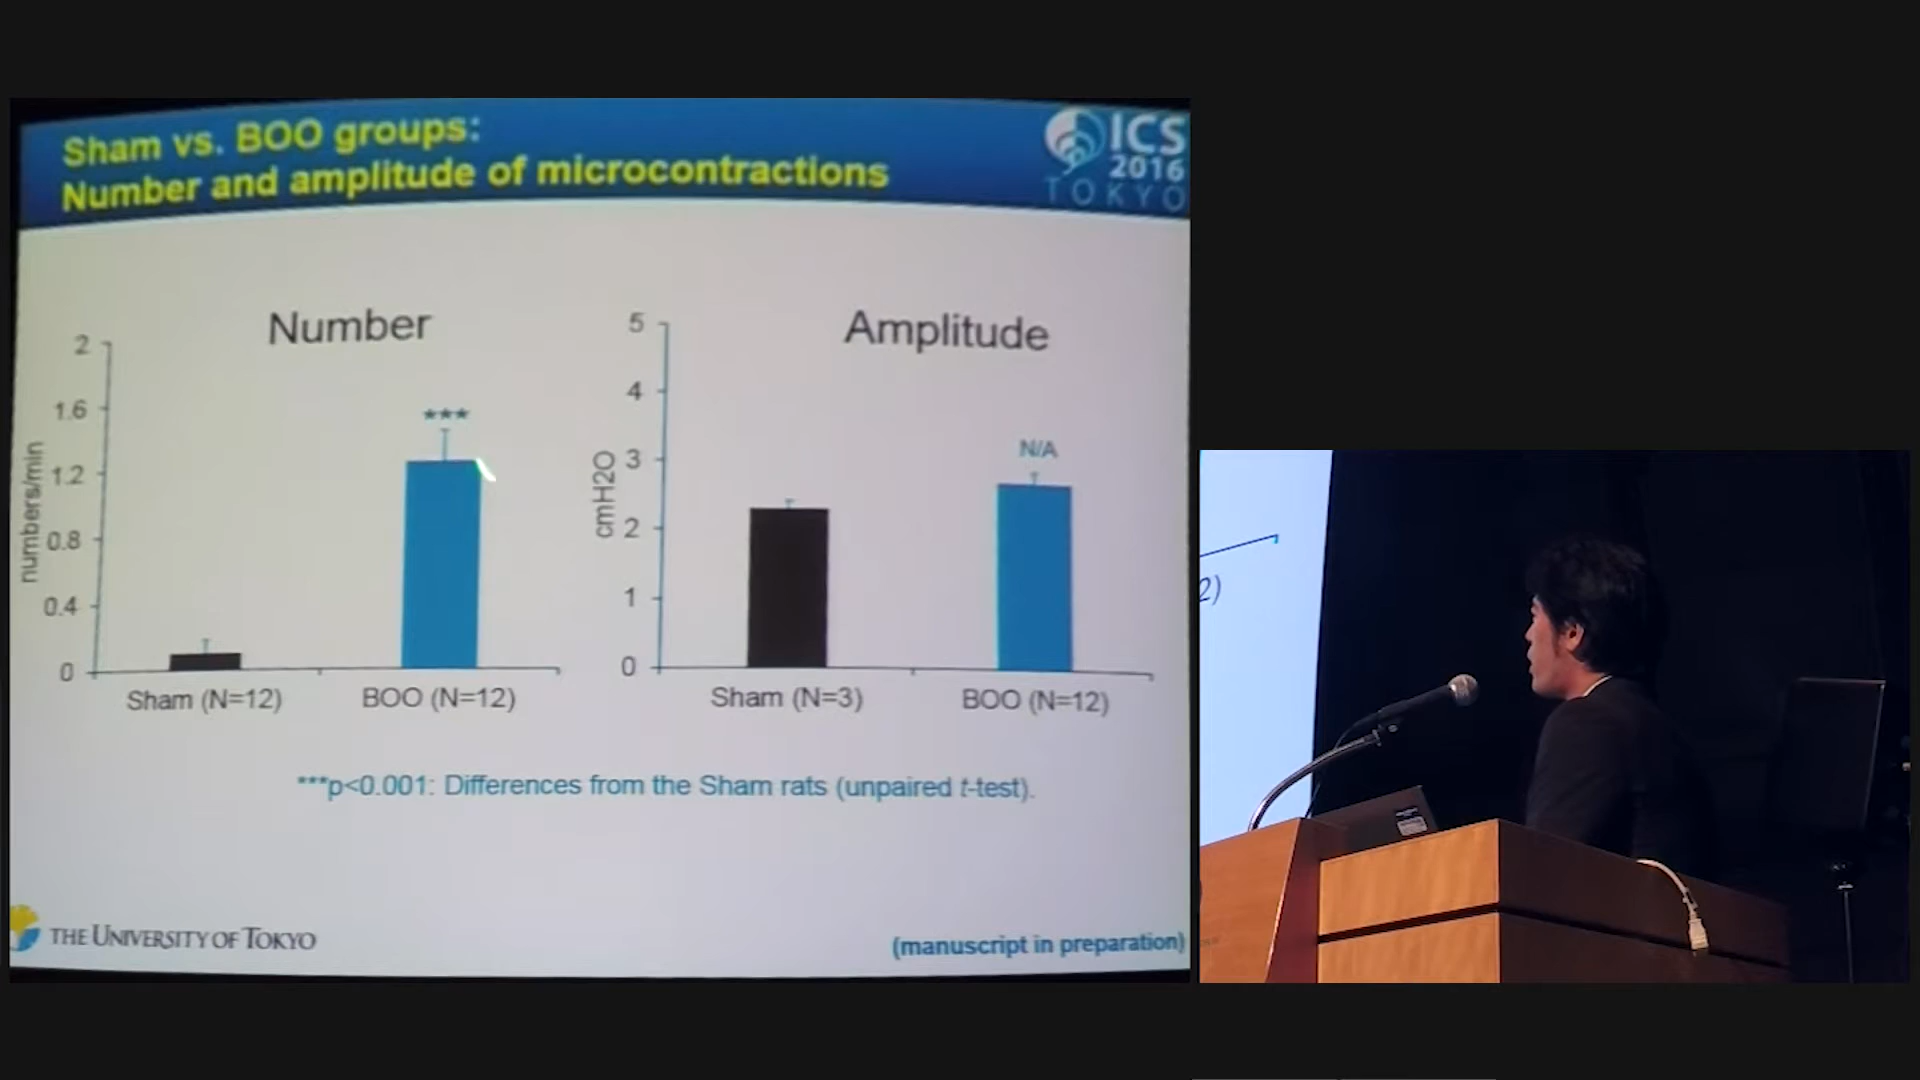 Sham vs. BOO groups:
Number and amplitude of microcontractions
ICS
2016
TOKYO
Number
2
1.6
1.2
0.8
0.4
0
numbers/min
***
Sham (N=12)
BOO (N=12)
Amplitude
5
4
3
2
1
0
cmH2O
N/A
Sham (N=3)
BOO (N=12)
***p<0.001: Differences from the Sham rats (unpaired t-test).
THE UNIVERSITY OF TOKYO
(manuscript in preparation)
2)